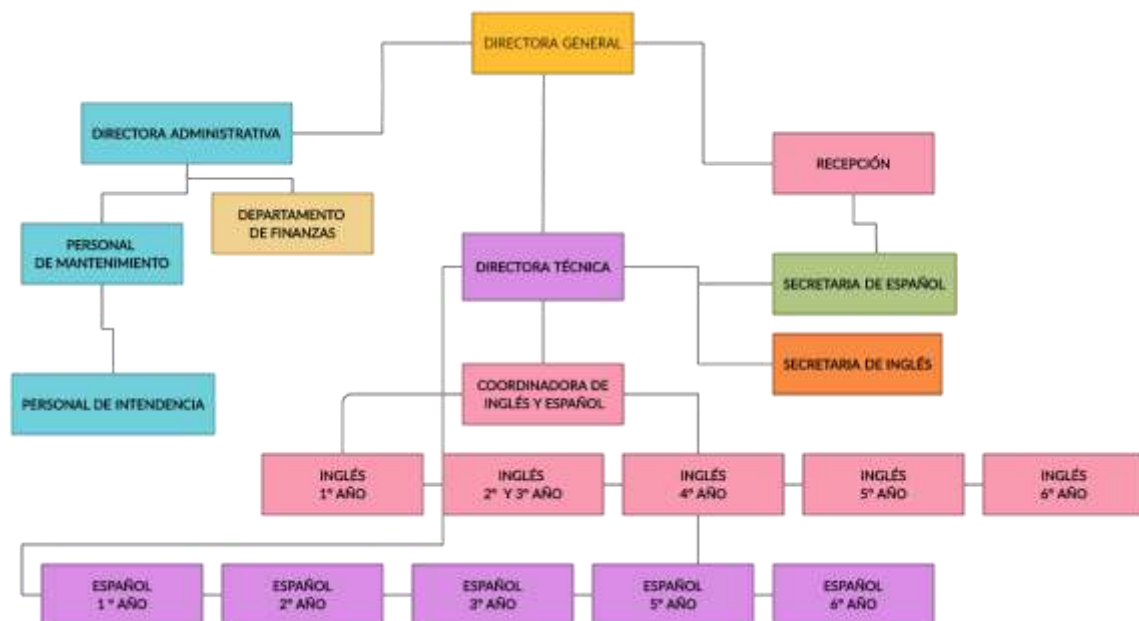 DIRECTORA GENERAL
DIRECTORA ADMINISTRATIVA
RECEPCIÓN
DEPARTAMENTO
DE FINANZAS
PERSONAL
DE MANTENIMIENTO
DIRECTORA TÉCNICA
SECRETARIA DE ESPAÑOL
SECRETARIA DE INGLÉS
COORDINADORA DE
INGLÉS Y ESPAÑOL
PERSONAL DE INTENDENCIA
INGLÉS
1° AÑO
INGLÉS
2° Y 3° AÑO
INGLÉS
4° AÑO
INGLÉS
5° AÑO
INGLÉS
6° AÑO
ESPAÑOL
1 ° AÑO
ESPAÑOL
2° AÑO
ESPAÑOL
3° AÑO
ESPAÑOL
5° AÑO
ESPAÑOL
6° AÑO